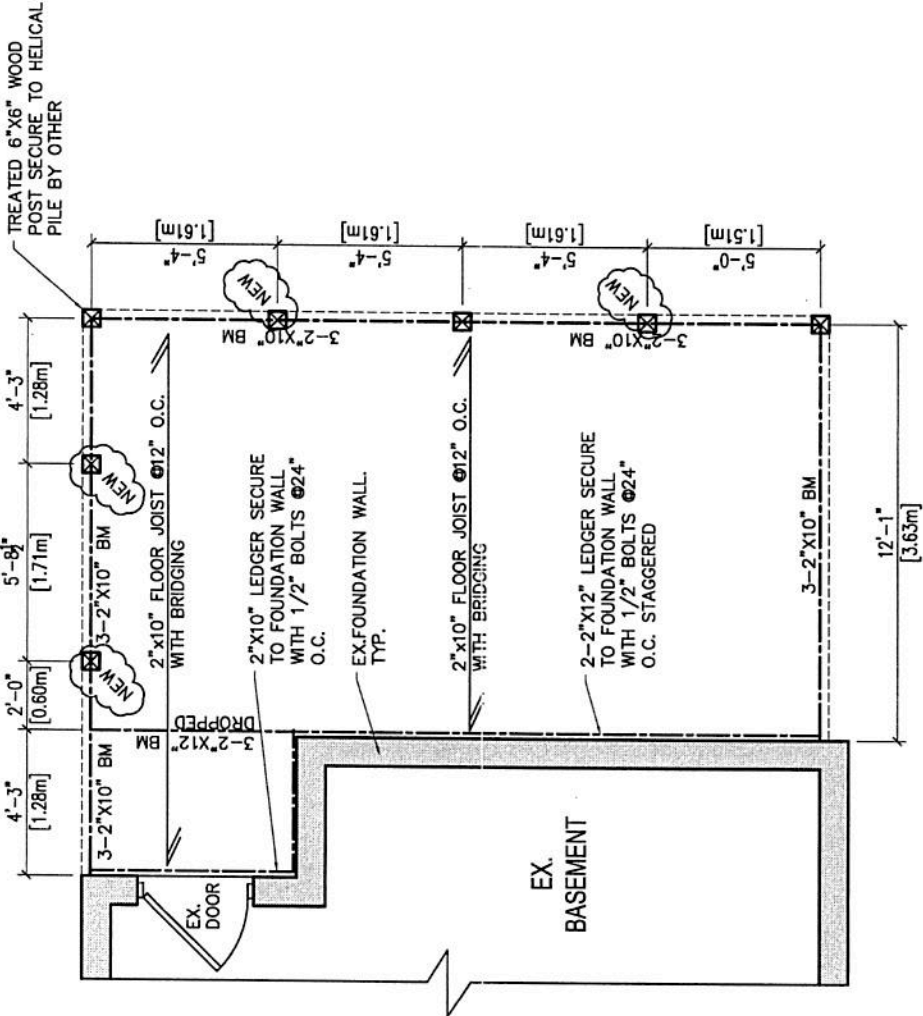 TREATED 6"X6" WOOD
POST SECURE TO HELICAL
PILE BY OTHER
4'-3"
[1.28m]
2'-0"
[0.60m]
5'-8½"
[1.71m]
4'-3"
[1.28m]
3-2"X10" BM
3-2"X10" BM
NEW
NEW
3-2"X12" BM
DROPPED
2"x10" FLOOR JOIST @12" O.C.
WITH BRIDGING
2"X10" LEDGER SECURE
TO FOUNDATION WALL
WITH 1/2" BOLTS @24"
O.C.
EX.FOUNDATION WALL.
TYP.
2"x10" FLOOR JOIST @12" O.C.
WITH BRIDGING
2-2"X12" LEDGER SECURE
TO FOUNDATION WALL
WITH 1/2" BOLTS @24"
O.C. STAGGERED
3-2"X10" BM
NEW
3-2"X10" BM
NEW
3-2"X10" BM
5'-4"
[1.61m]
5'-4"
[1.61m]
5'-4"
[1.61m]
5'-0"
[1.51m]
12'-1"
[3.63m]
EX.
DOOR
EX.
BASEMENT